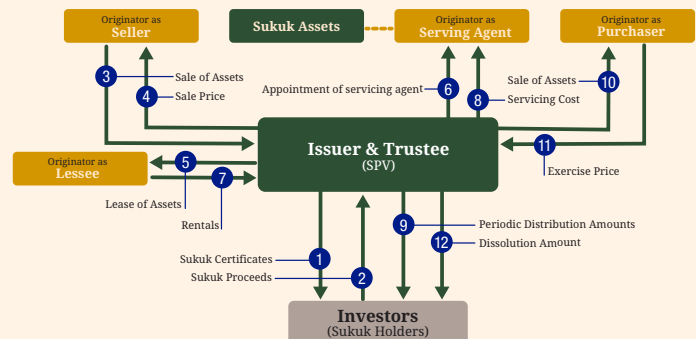 Originator as
Seller
Sukuk Assets
Originator as
Serving Agent
Originator as
Purchaser
3
Sale of Assets
4
Sale Price
Appointment of servicing agent
6
8
Servicing Cost
Sale of Assets
10
11
Exercise Price
Issuer & Trustee
(SPV)
Originator as
Lessee
5
7
Lease of Assets
Rentals
9
Periodic Distribution Amounts
12
Dissolution Amount
Sukuk Certificates
1
Sukuk Proceeds
2
Investors
(Sukuk Holders)